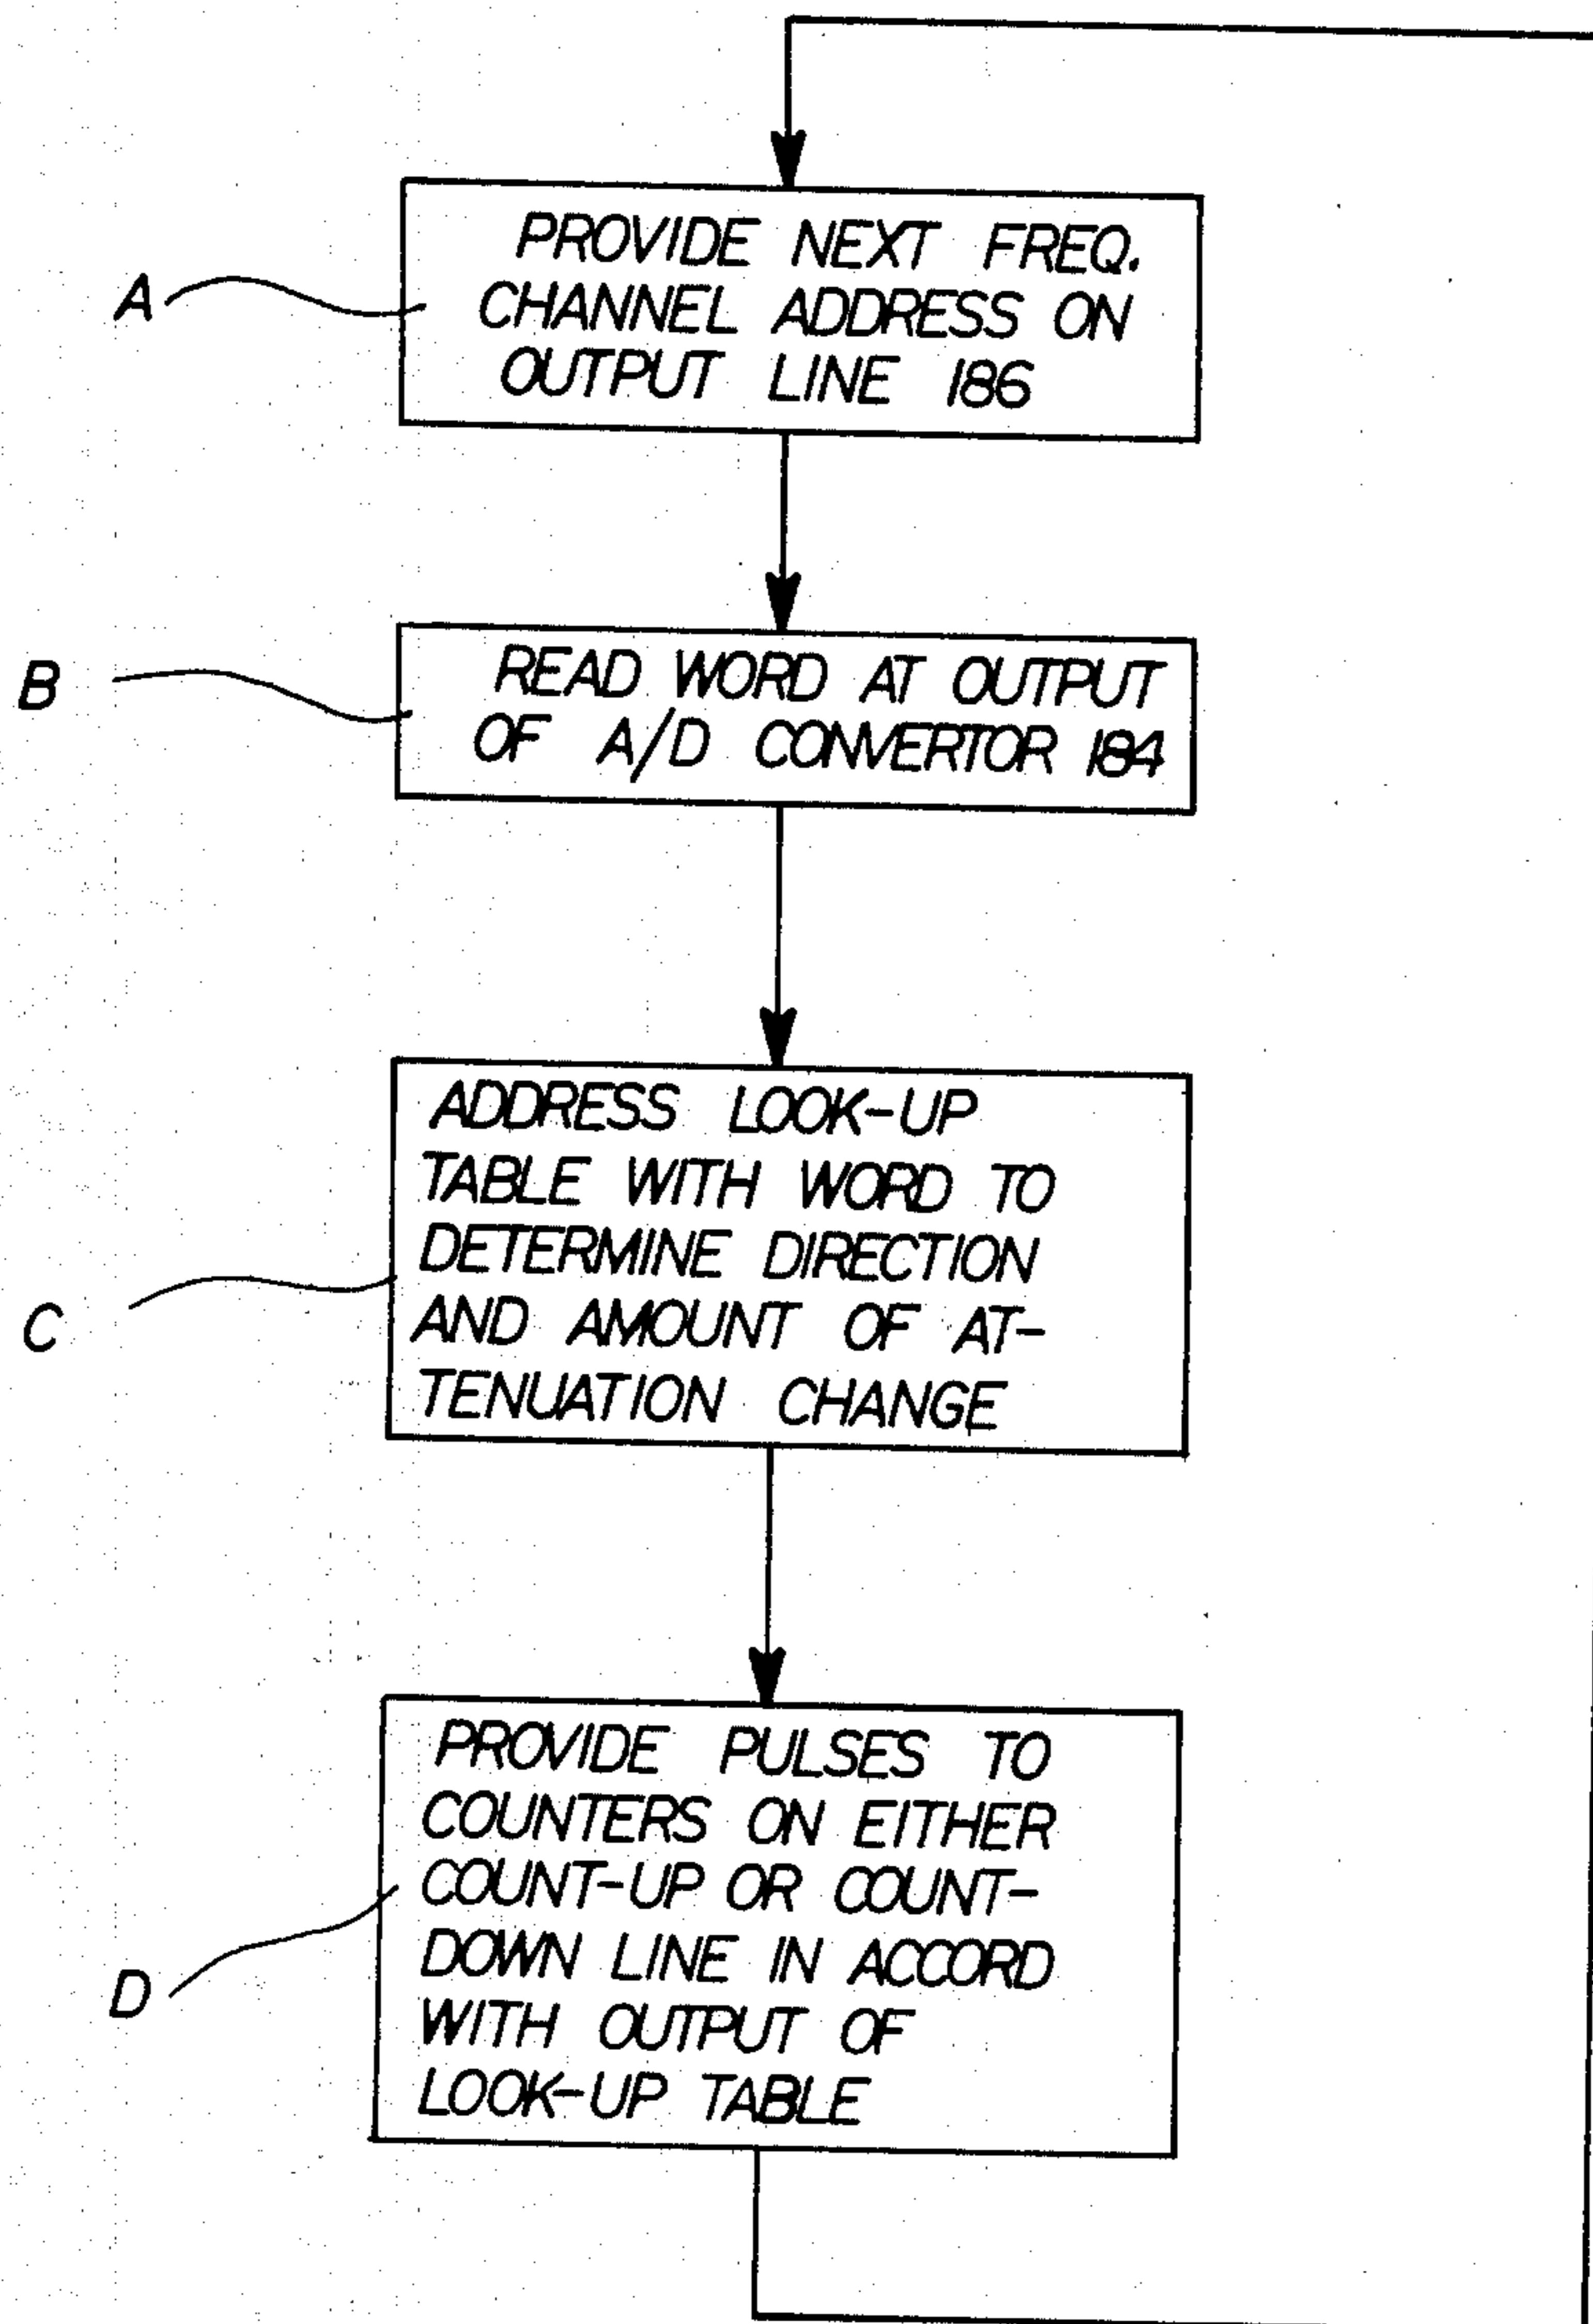 A
PROVIDE NEXT FREQ.
CHANNEL ADDRESS ON
OUTPUT LINE 186
B
READ WORD AT OUTPUT
OF A/D CONVERTOR 184
C
ADDRESS LOOK-UP
TABLE WITH WORD TO
DETERMINE DIRECTION
AND AMOUNT OF AT-
TENUATION CHANGE
D
PROVIDE PULSES TO
COUNTERS ON EITHER
COUNT-UP OR COUNT-
DOWN LINE IN ACCORD
WITH OUTPUT OF
LOOK-UP TABLE